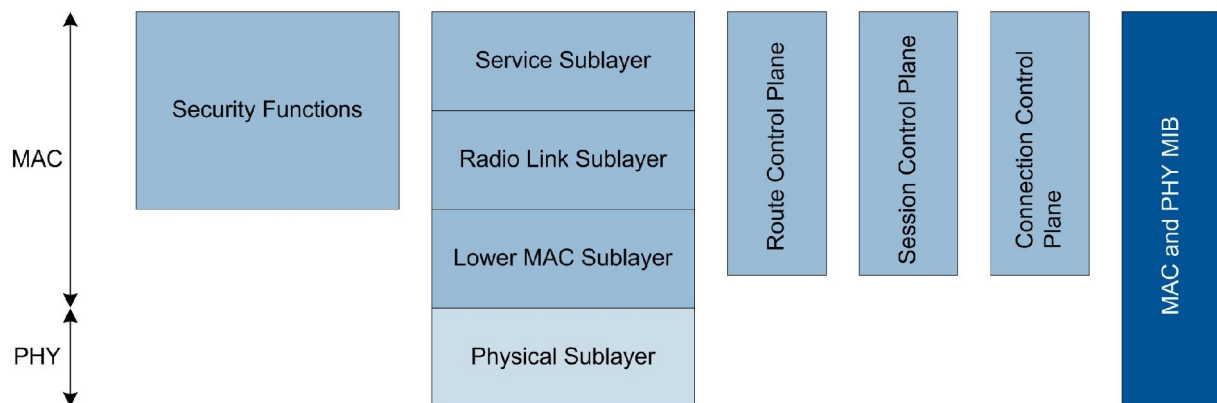 MAC
PHY
Security Functions
Service Sublayer
Radio Link Sublayer
Lower MAC Sublayer
Physical Sublayer
Route Control Plane
Session Control Plane
Connection Control
Plane
MAC and PHY MIB